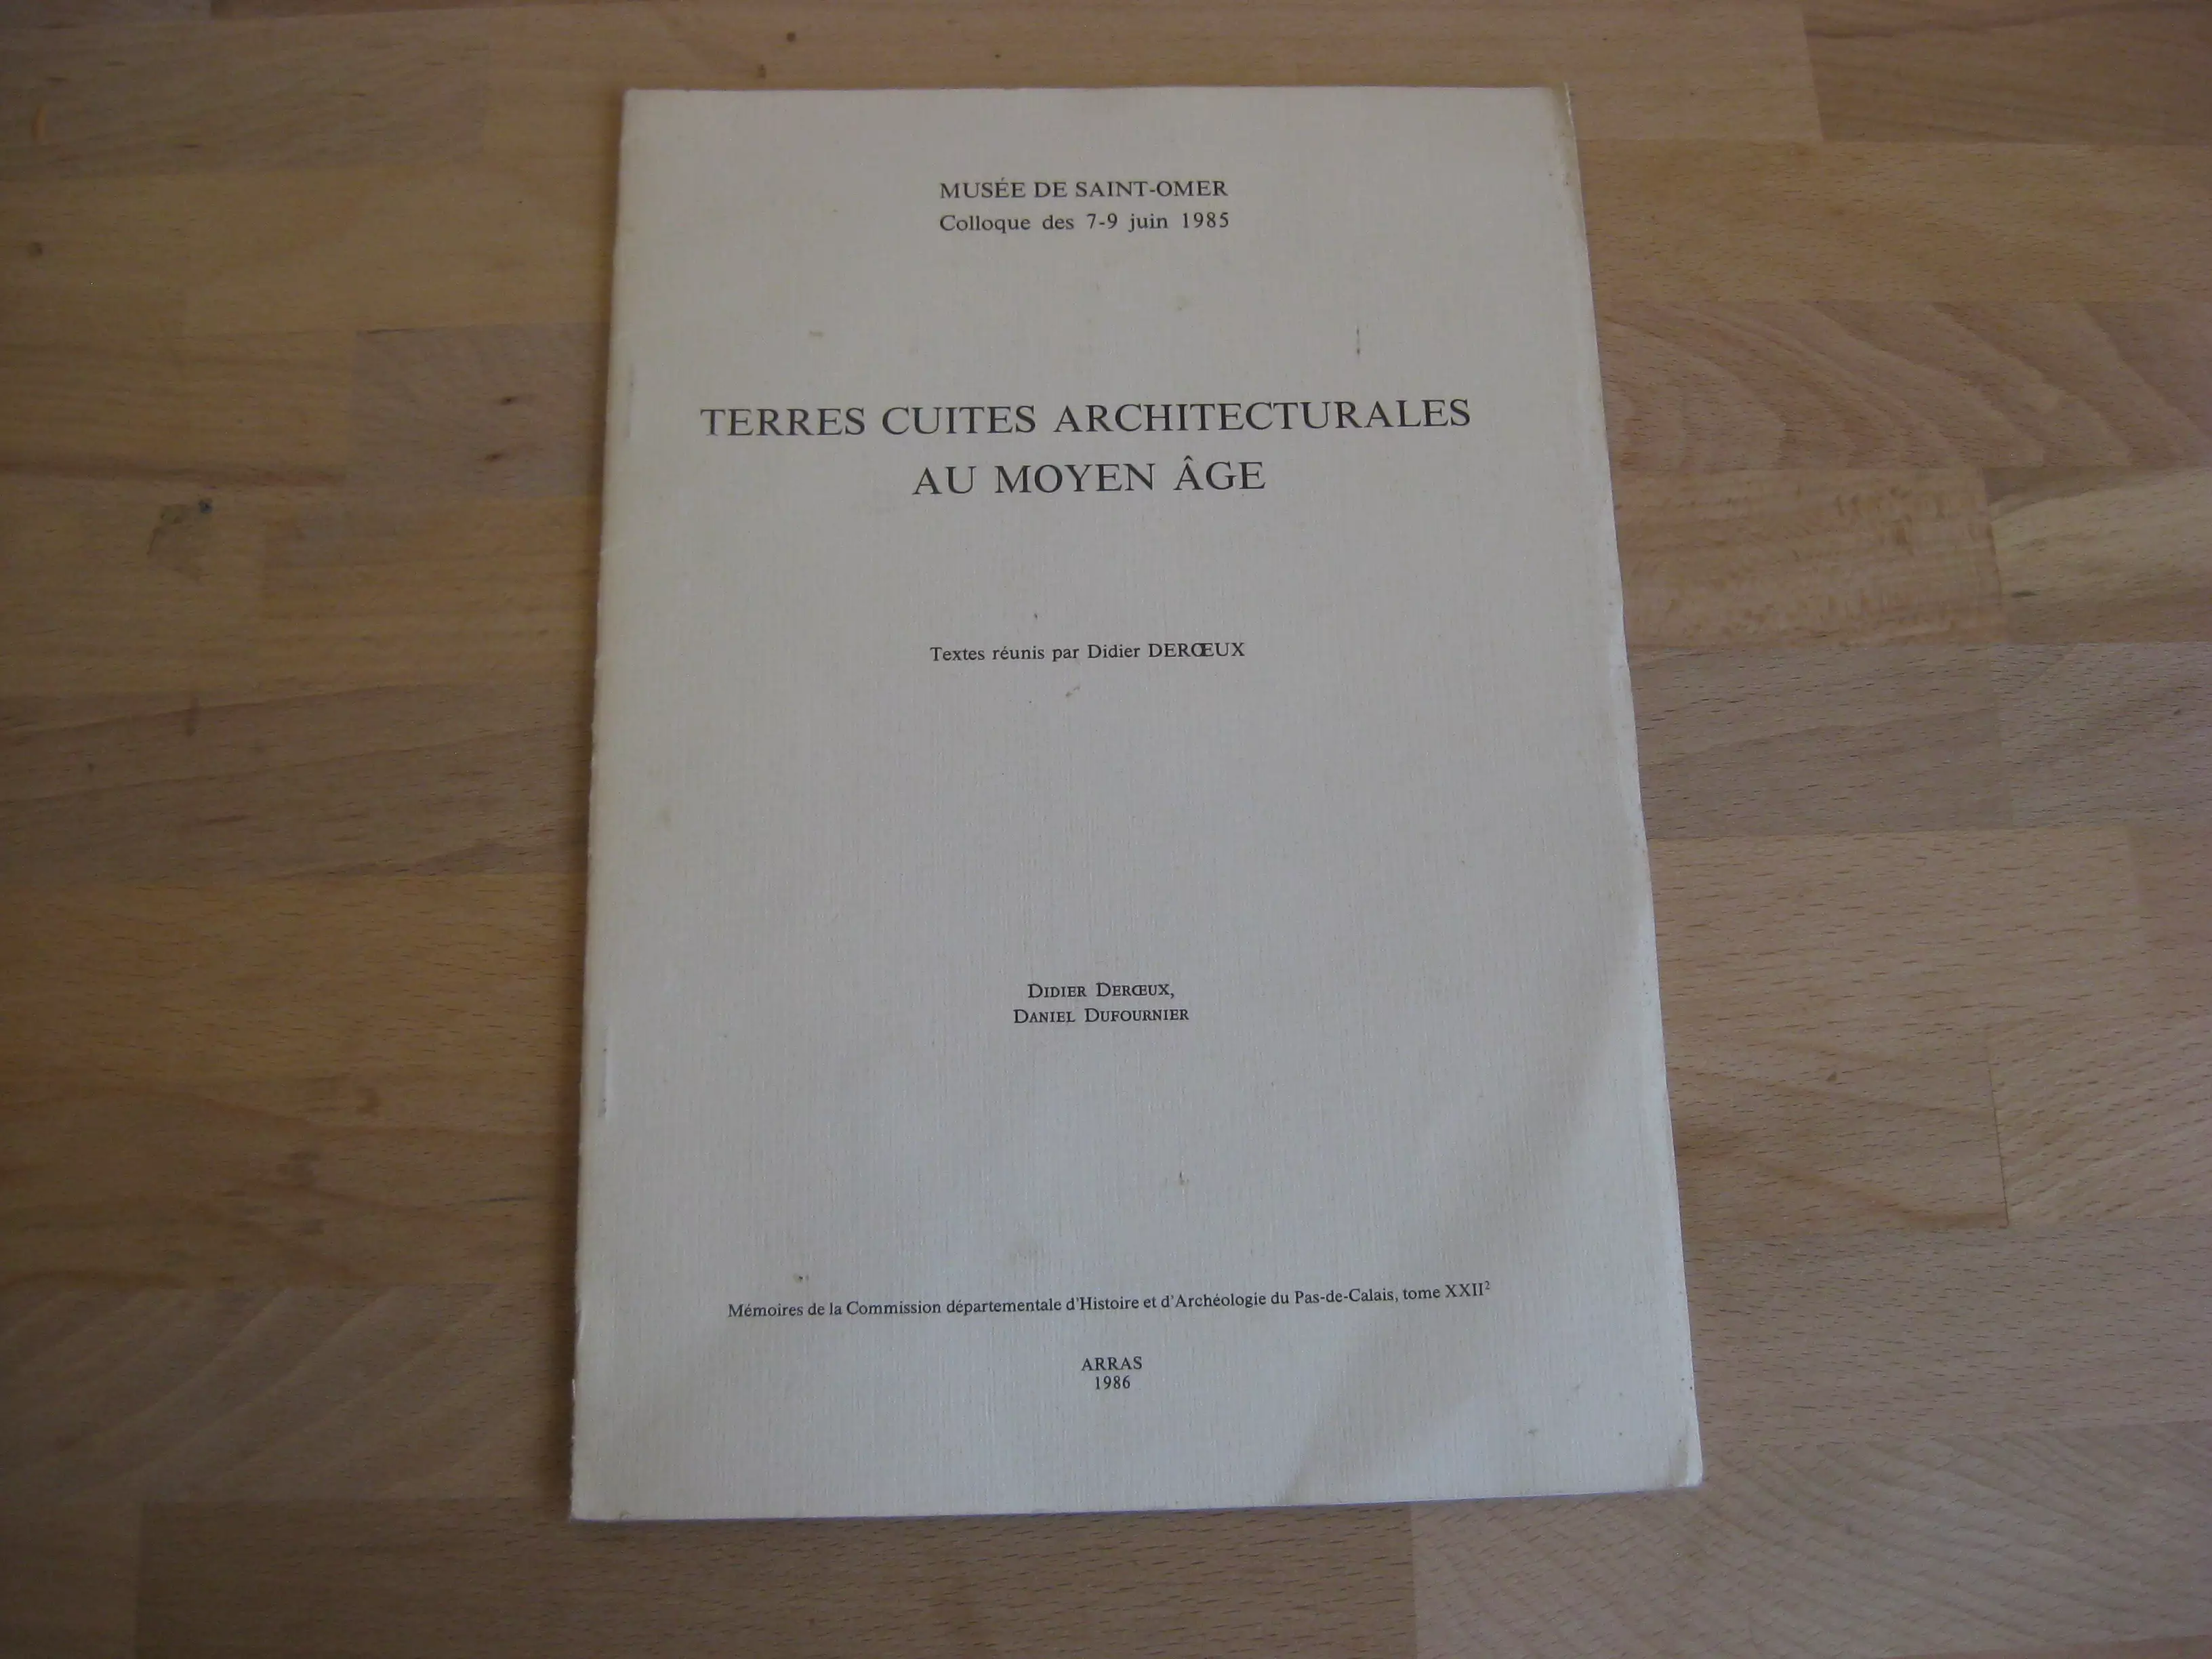 MUSÉE DE SAINT-OMER
Colloque des 7-9 juin 1985
TERRES CUITES ARCHITECTURALES
AU MOYEN ÂGE
Textes réunis par Didier DERŒUX
DIDIER DERŒUX,
DANIEL DUFOURNIER
Mémoires de la Commission départementale d'Histoire et d'Archéologie du Pas-de-Calais, tome XXII²
ARRAS
1986